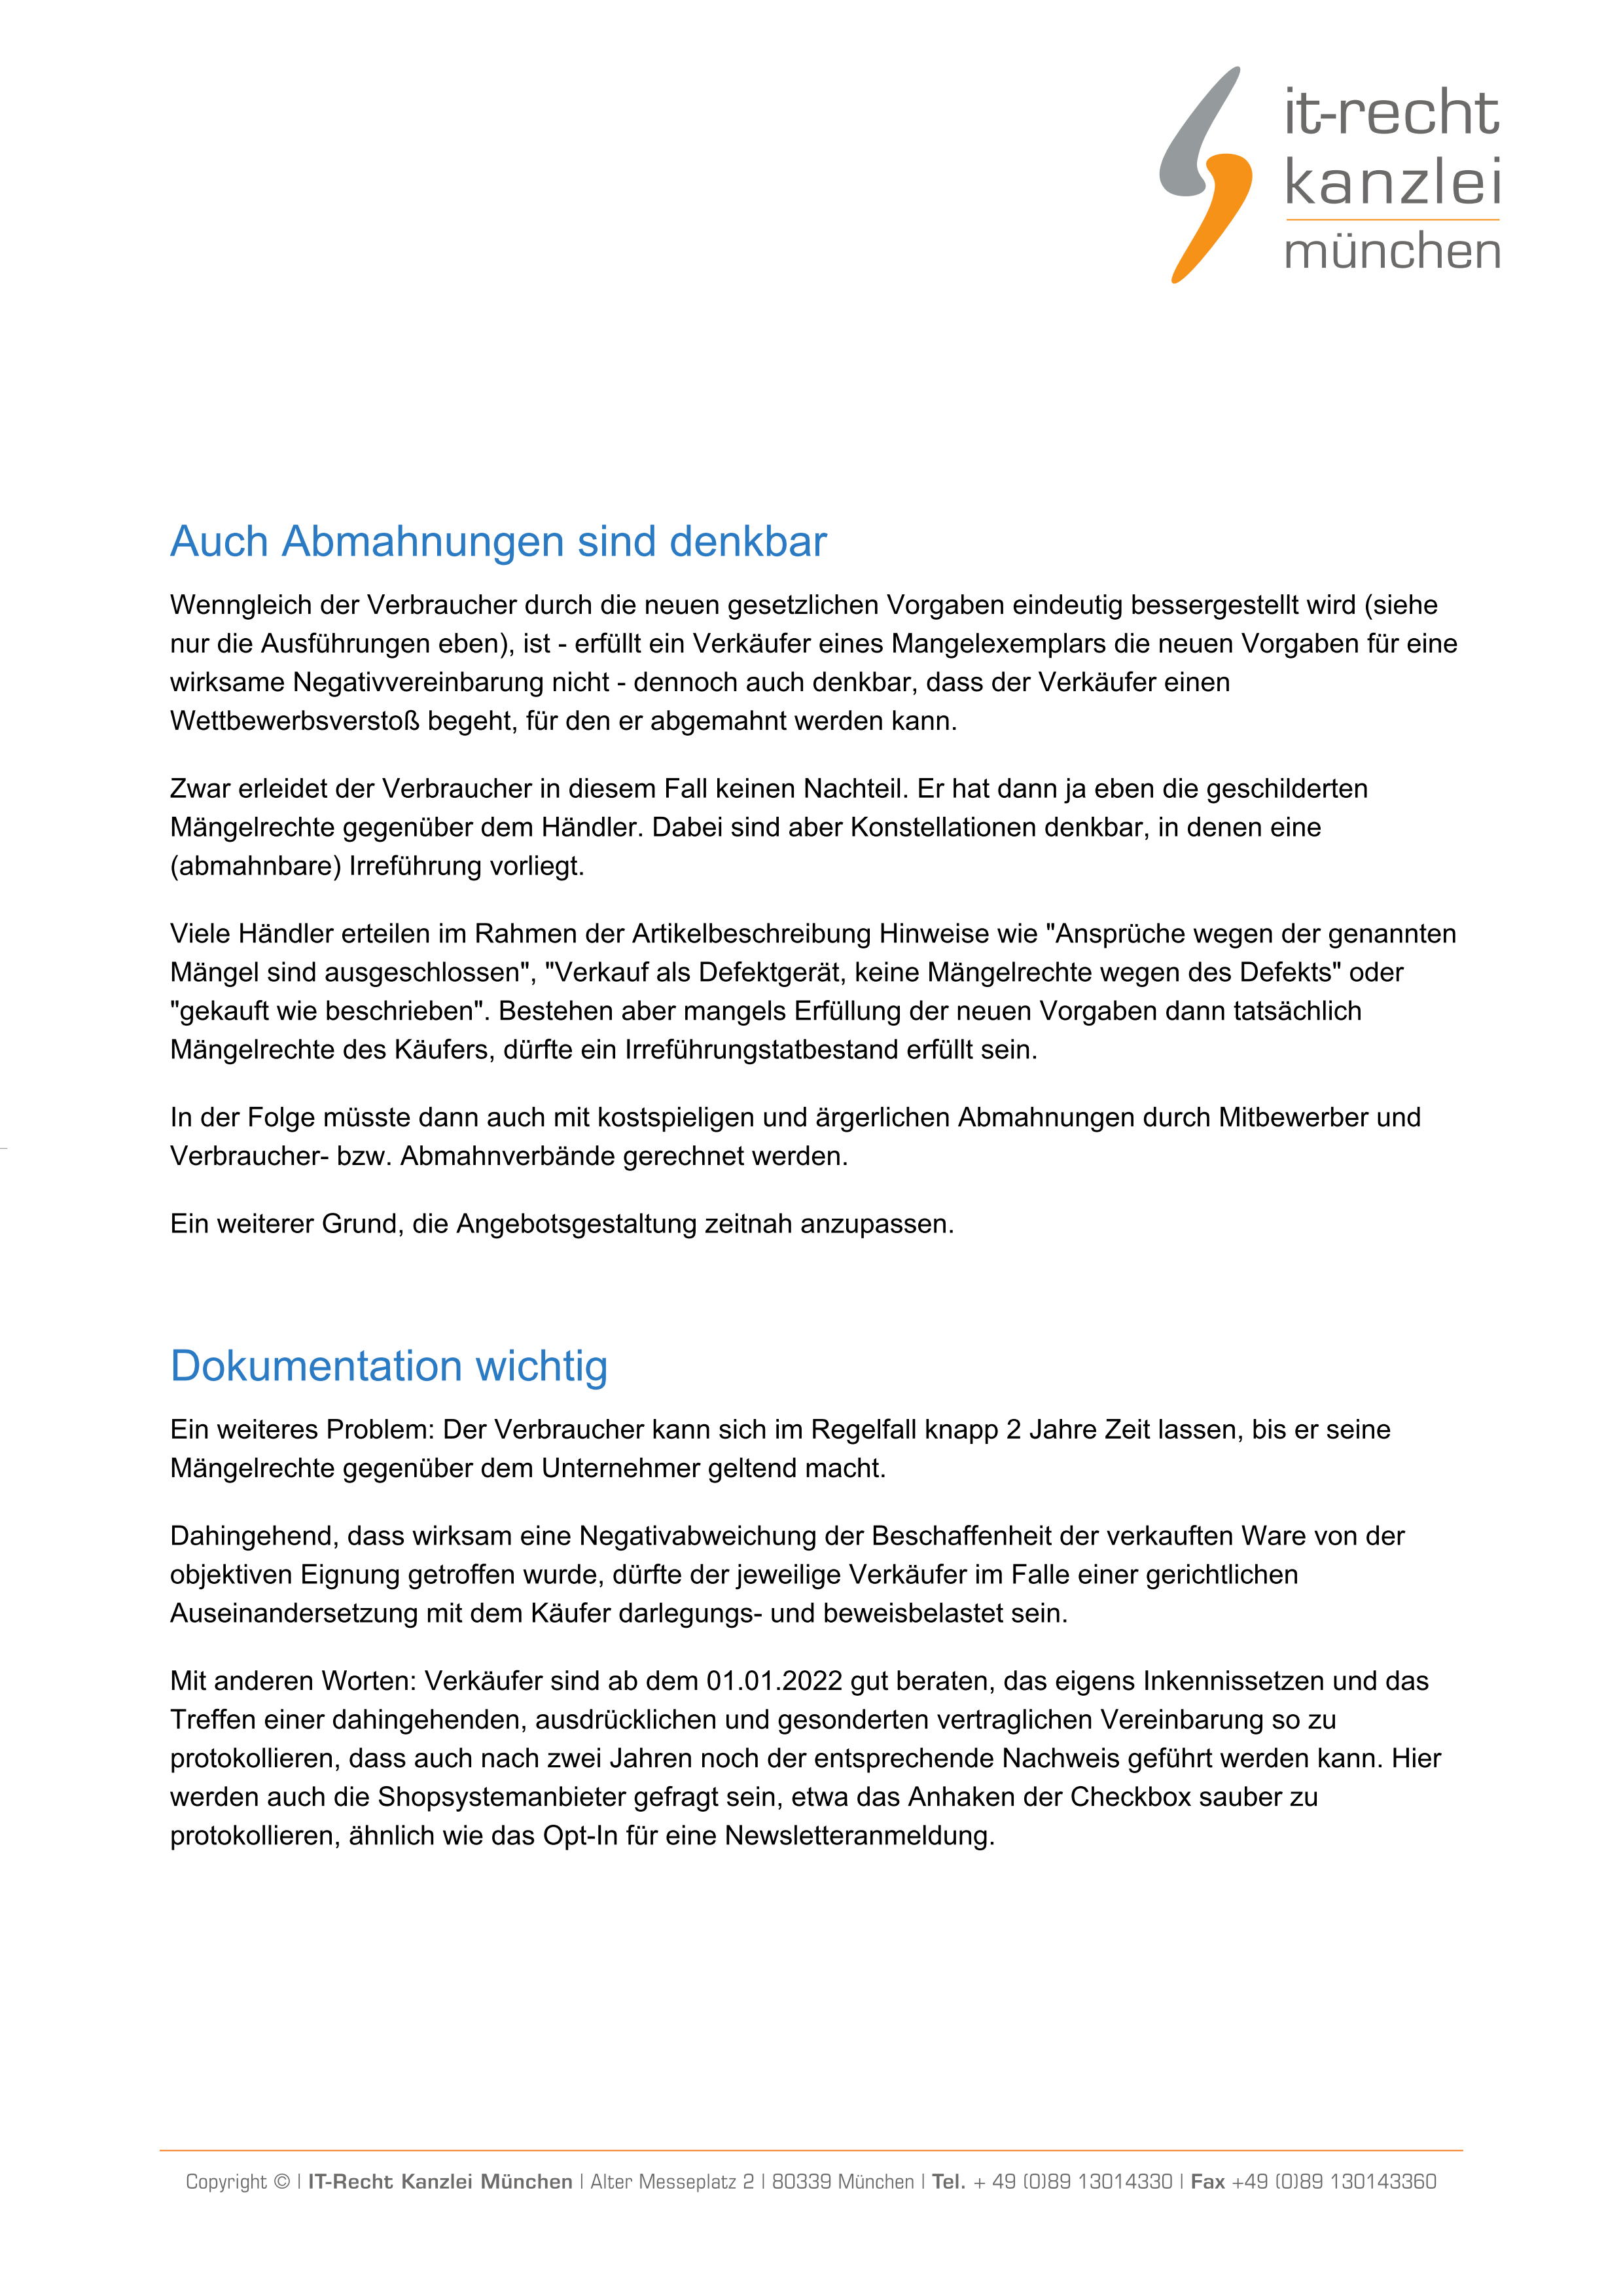 it-recht
kanzlei
münchen
Auch Abmahnungen sind denkbar
Wenngleich der Verbraucher durch die neuen gesetzlichen Vorgaben eindeutig bessergestellt wird (siehe
nur die Ausführungen eben), ist - erfüllt ein Verkäufer eines Mangelexemplars die neuen Vorgaben für eine
wirksame Negativvereinbarung nicht - dennoch auch denkbar, dass der Verkäufer einen
Wettbewerbsverstoß begeht, für den er abgemahnt werden kann.
Zwar erleidet der Verbraucher in diesem Fall keinen Nachteil. Er hat dann ja eben die geschilderten
Mängelrechte gegenüber dem Händler. Dabei sind aber Konstellationen denkbar, in denen eine
(abmahnbare) Irreführung vorliegt.
Viele Händler erteilen im Rahmen der Artikelbeschreibung Hinweise wie "Ansprüche wegen der genannten
Mängel sind ausgeschlossen", "Verkauf als Defektgerät, keine Mängelrechte wegen des Defekts" oder
"gekauft wie beschrieben". Bestehen aber mangels Erfüllung der neuen Vorgaben dann tatsächlich
Mängelrechte des Käufers, dürfte ein Irreführungstatbestand erfüllt sein.
In der Folge müsste dann auch mit kostspieligen und ärgerlichen Abmahnungen durch Mitbewerber und
Verbraucher- bzw. Abmahnverbände gerechnet werden.
Ein weiterer Grund, die Angebotsgestaltung zeitnah anzupassen.
Dokumentation wichtig
Ein weiteres Problem: Der Verbraucher kann sich im Regelfall knapp 2 Jahre Zeit lassen, bis er seine
Mängelrechte gegenüber dem Unternehmer geltend macht.
Dahingehend, dass wirksam eine Negativabweichung der Beschaffenheit der verkauften Ware von der
objektiven Eignung getroffen wurde, dürfte der jeweilige Verkäufer im Falle einer gerichtlichen
Auseinandersetzung mit dem Käufer darlegungs- und beweisbelastet sein.
Mit anderen Worten: Verkäufer sind ab dem 01.01.2022 gut beraten, das eigens Inkennissetzen und das
Treffen einer dahingehenden, ausdrücklichen und gesonderten vertraglichen Vereinbarung so zu
protokollieren, dass auch nach zwei Jahren noch der entsprechende Nachweis geführt werden kann. Hier
werden auch die Shopsystemanbieter gefragt sein, etwa das Anhaken der Checkbox sauber zu
protokollieren, ähnlich wie das Opt-In für eine Newsletteranmeldung.
Copyright © | IT-Recht Kanzlei München | Alter Messeplatz 2 | 80339 München | Tel. + 49 (0)89 13014330 | Fax +49 (0)89 130143360